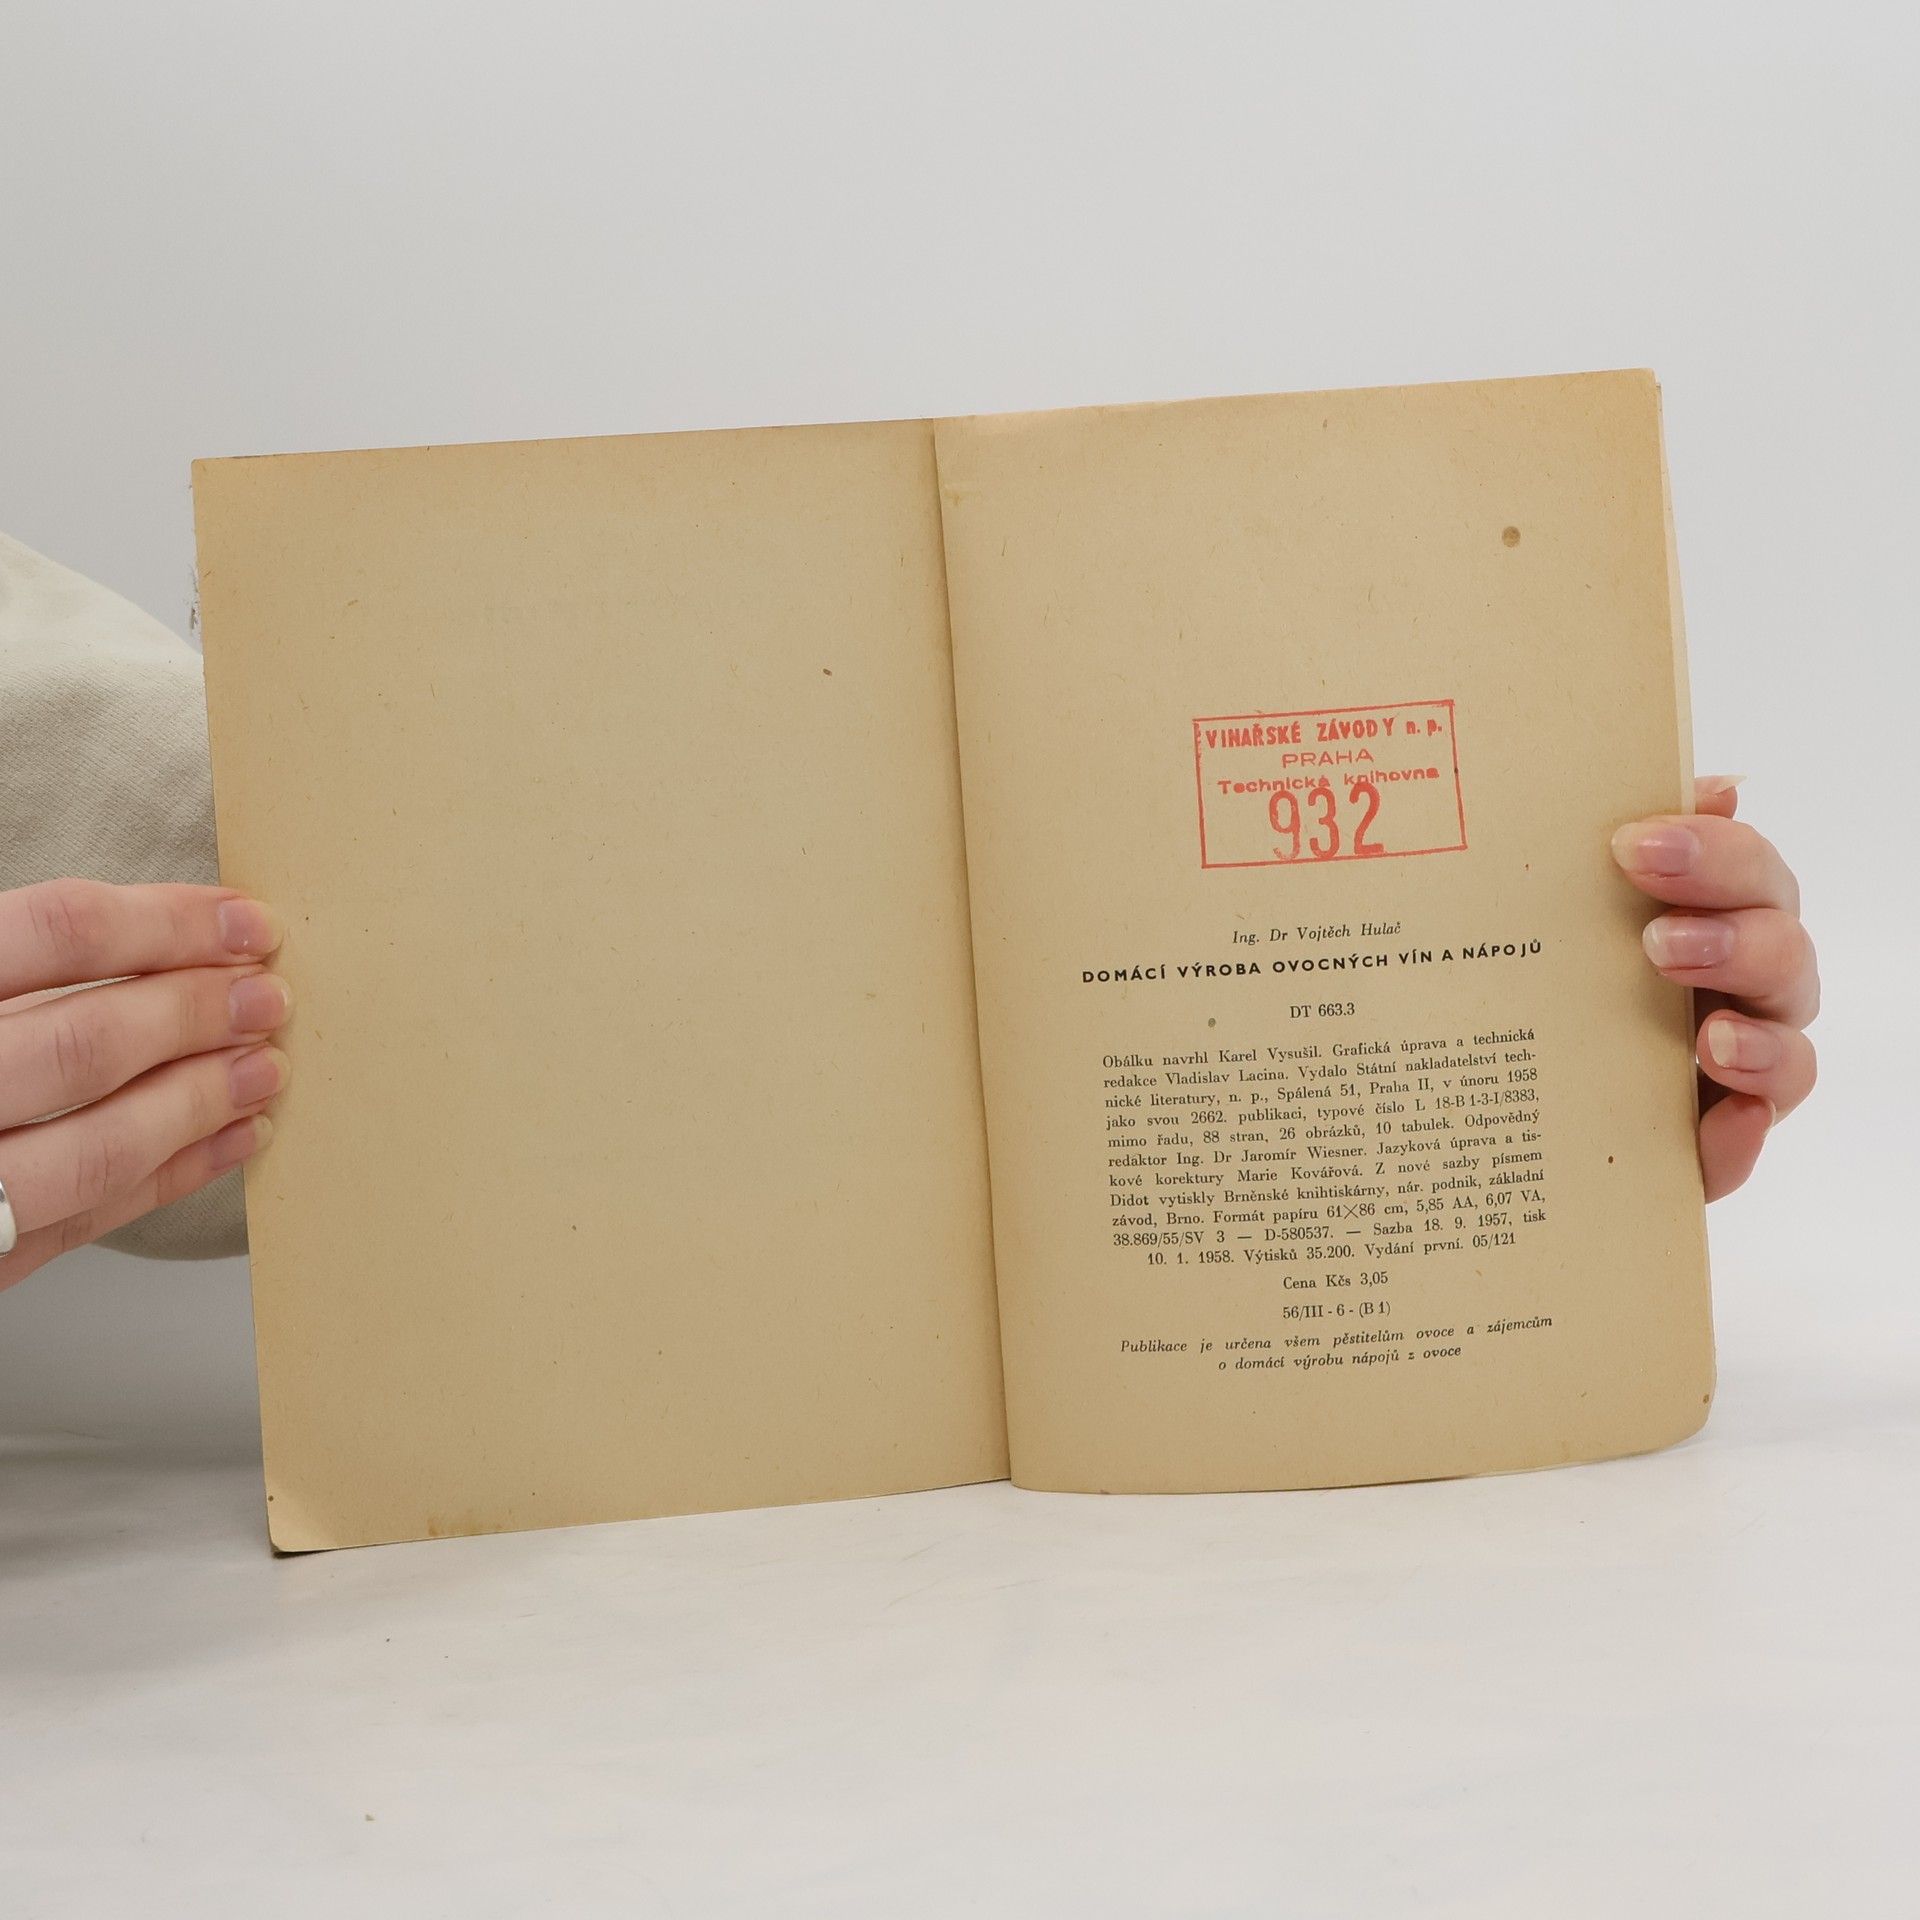 VINAŘSKÉ ZÁVODY n. p.
PRAHA
Technická knihovna
932
Ing. Dr Vojtěch Hulač
DOMÁCÍ VÝROBA OVOCNÝCH VÍN A NÁPOJŮ
DT 663.3
Obálku navrhl Karel Vysušil. Grafická úprava a technická
redakce Vladislav Lacina. Vydalo Státní nakladatelství tech-
nické literatury, n. p., Spálená 51, Praha II, v únoru 1958
jako svou 2662. publikaci, typové číslo L 18-B 1-3-I/8383,
mimo řadu, 88 stran, 26 obrázků, 10 tabulek. Odpovědný
redaktor Ing. Dr Jaromír Wiesner. Jazyková úprava a tis-
kové korektury Marie Kovářová. Z nové sazby písmem
Didot vytiskly Brněnské knihtiskárny, nár. podnik, základní
závod, Brno. Formát papíru 61×86 cm, 5,85 AA, 6,07 VA,
38.869/55/SV 3 — D-580537. — Sazba 18. 9. 1957, tisk
10. 1. 1958. Výtisků 35.200. Vydání první. 05/121
Cena Kčs 3,05
56/III - 6 - (B 1)
Publikace je určena všem pěstitelům ovoce a zájemcům
o domácí výrobu nápojů z ovoce